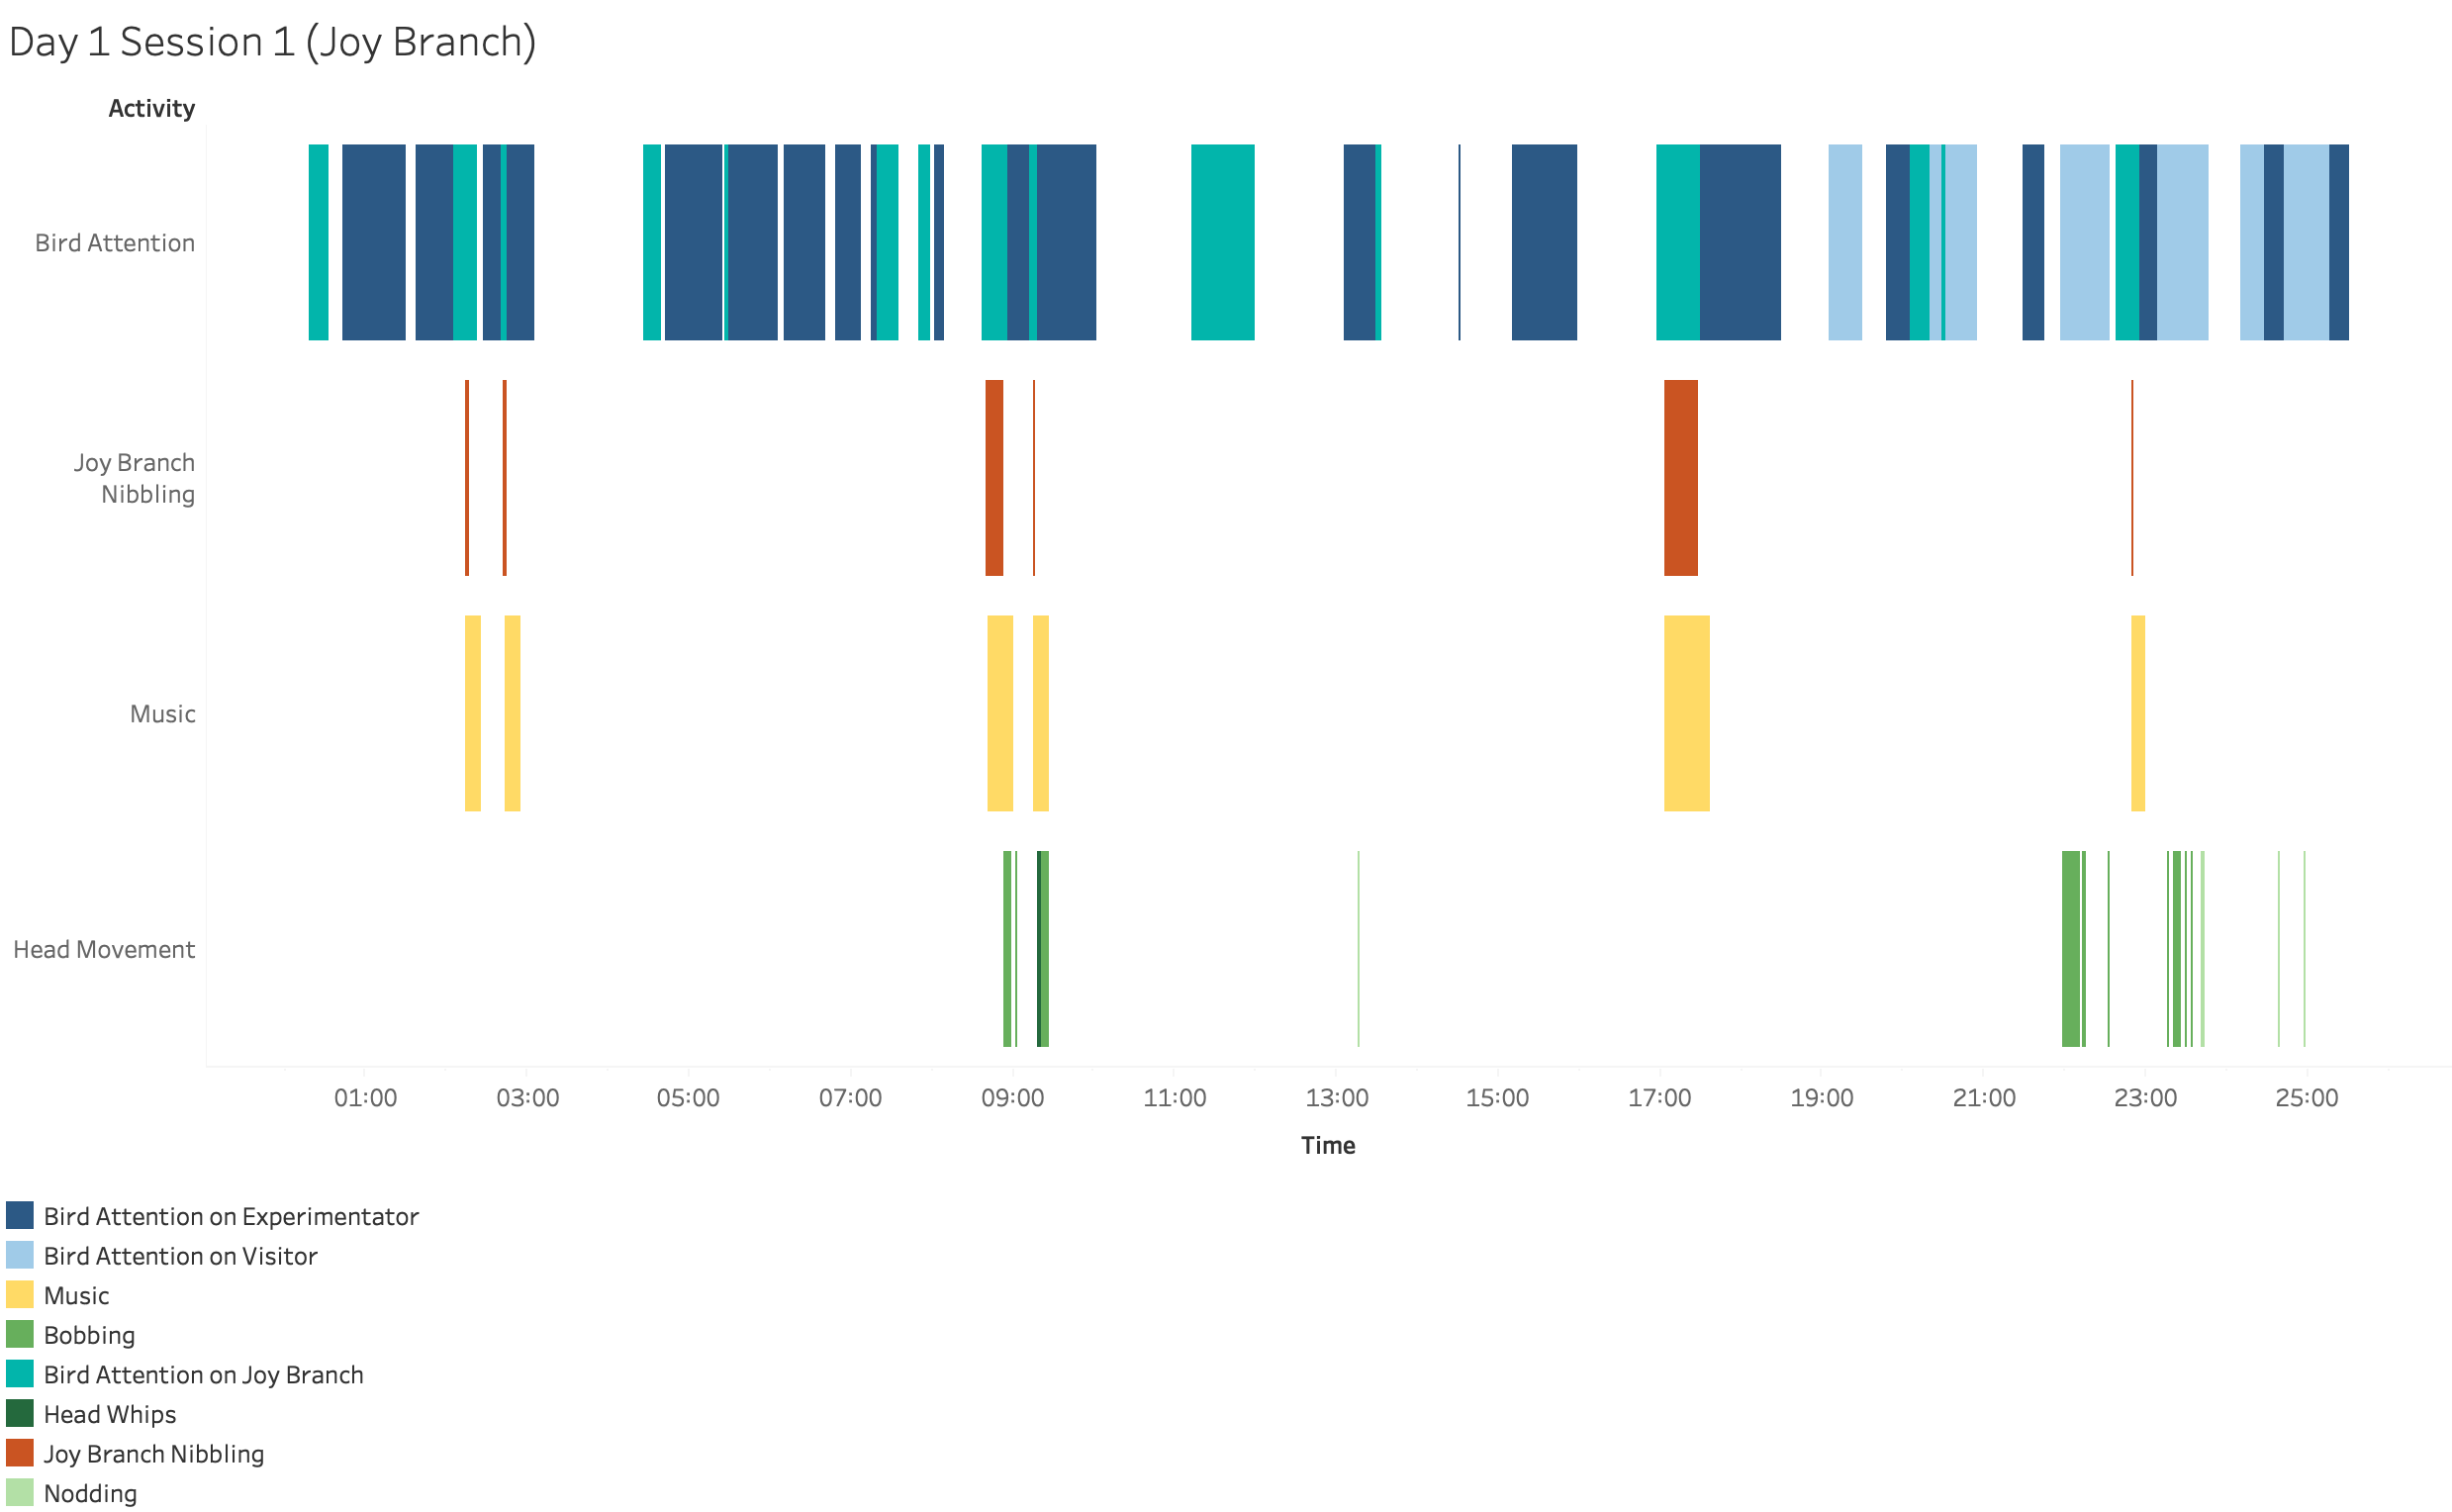 Day 1 Session 1 (Joy Branch)
Activity
Bird Attention
Joy Branch
Nibbling
Music
Head Movement
01:00 03:00 05:00 07:00 09:00 11:00 13:00 15:00 17:00 19:00 21:00 23:00 25:00
Time
Bird Attention on Experimentator
Bird Attention on Visitor
Music
Bobbing
Bird Attention on Joy Branch
Head Whips
Joy Branch Nibbling
Nodding